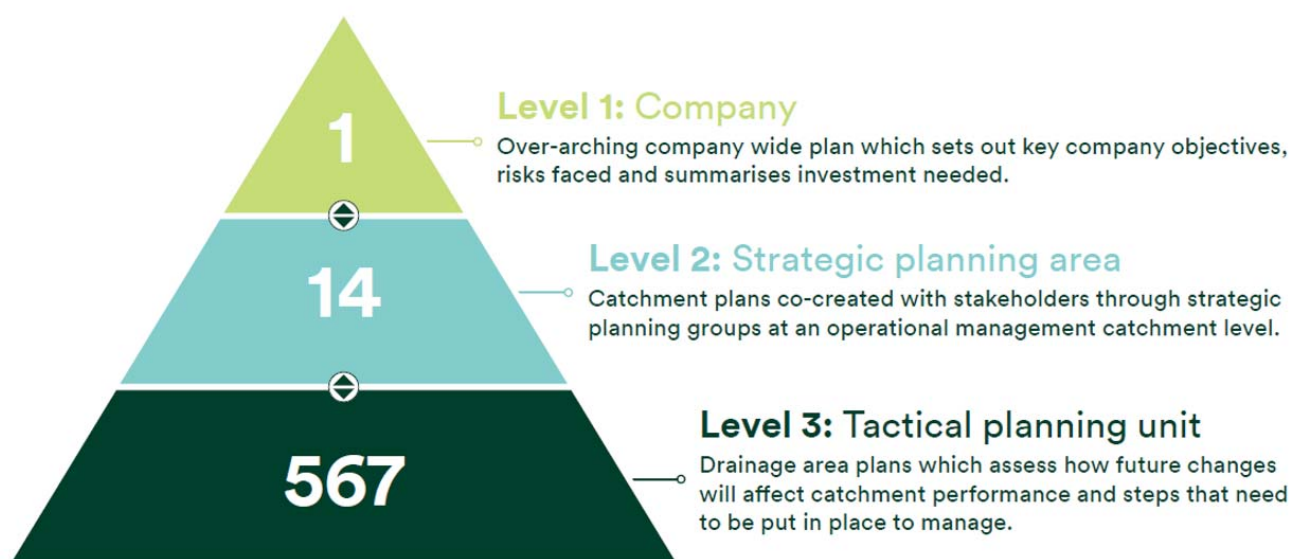 1
Level 1: Company
Over-arching company wide plan which sets out key company objectives,
risks faced and summarises investment needed.
14
Level 2: Strategic planning area
Catchment plans co-created with stakeholders through strategic
planning groups at an operational management catchment level.
567
Level 3: Tactical planning unit
Drainage area plans which assess how future changes
will affect catchment performance and steps that need
to be put in place to manage.